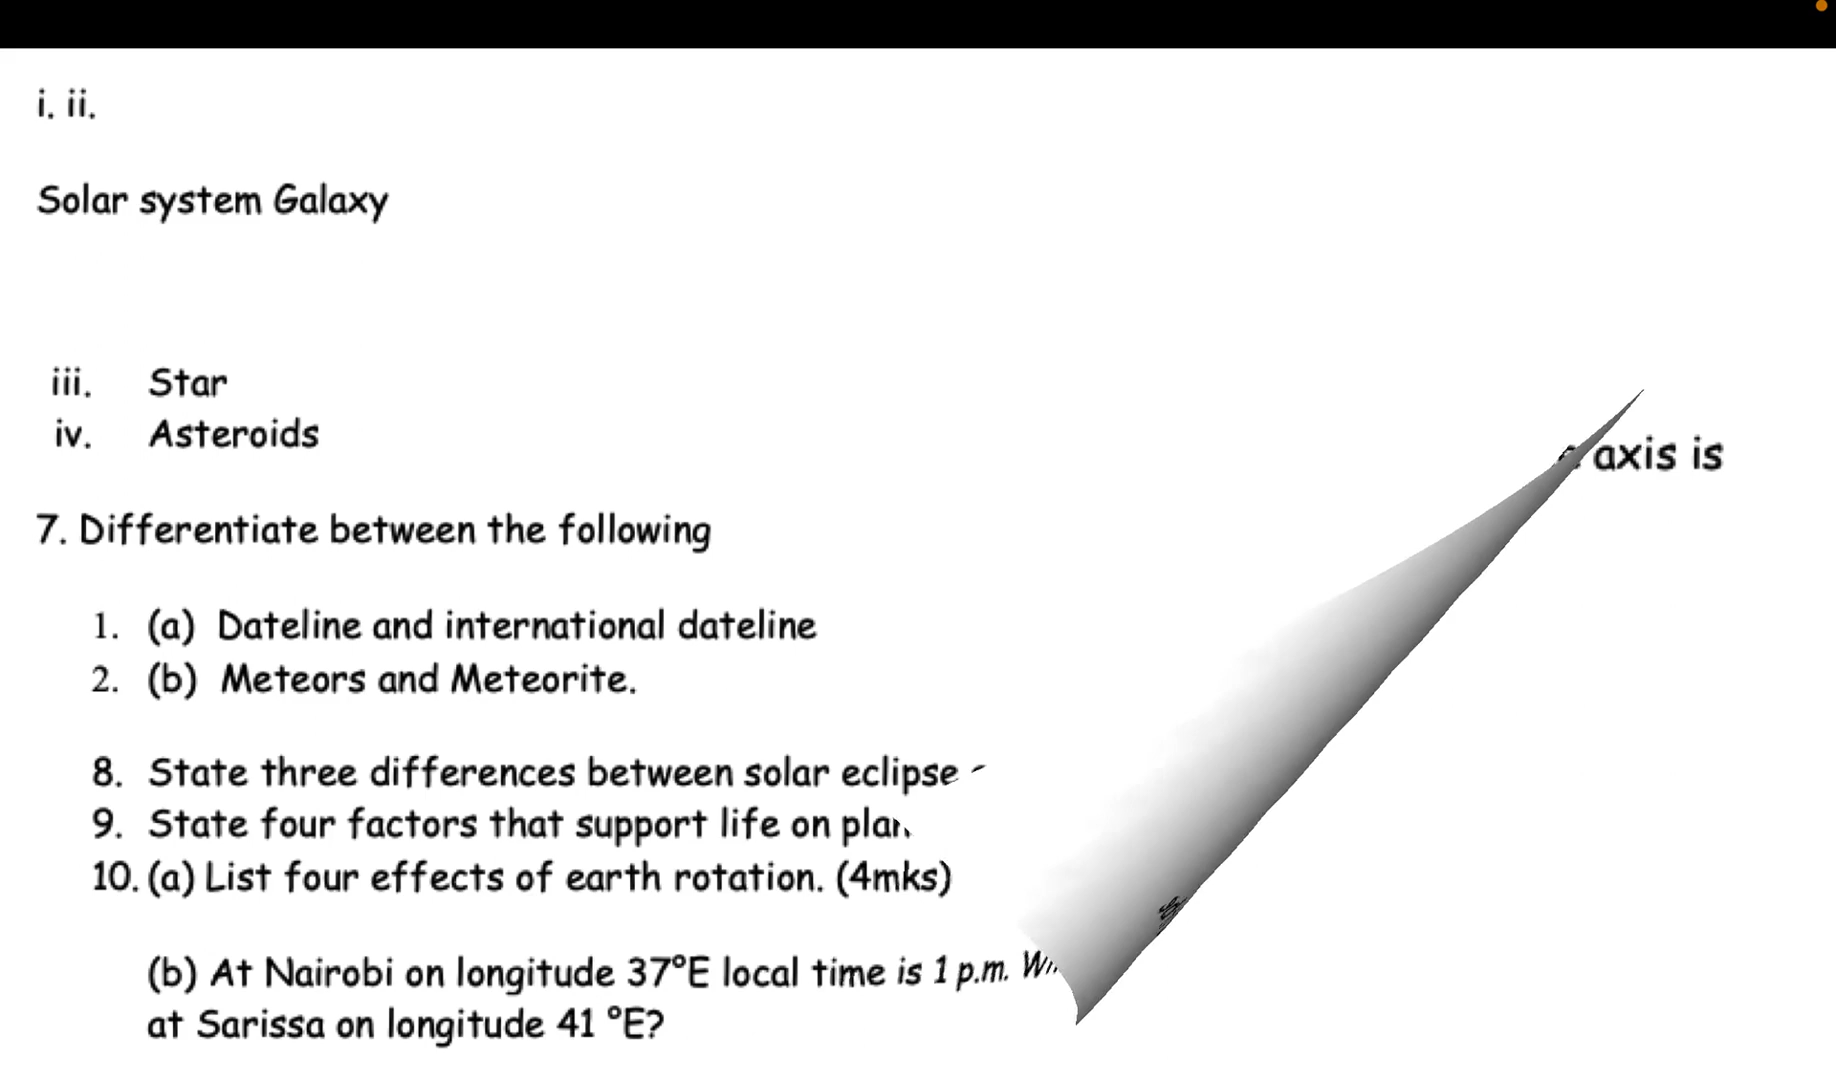 i. ii.
Solar system Galaxy
iii. Star
iv. Asteroids
axis is
7. Differentiate between the following
1. (a) Dateline and international dateline
2. (b) Meteors and Meteorite.
8. State three differences between solar eclipse
9. State four factors that support life on
10. (a) List four effects of earth rotation. (4mks)
(b) At Nairobi on longitude 37°E local time is 1 p.m.
at Sarissa on longitude 41 °E?